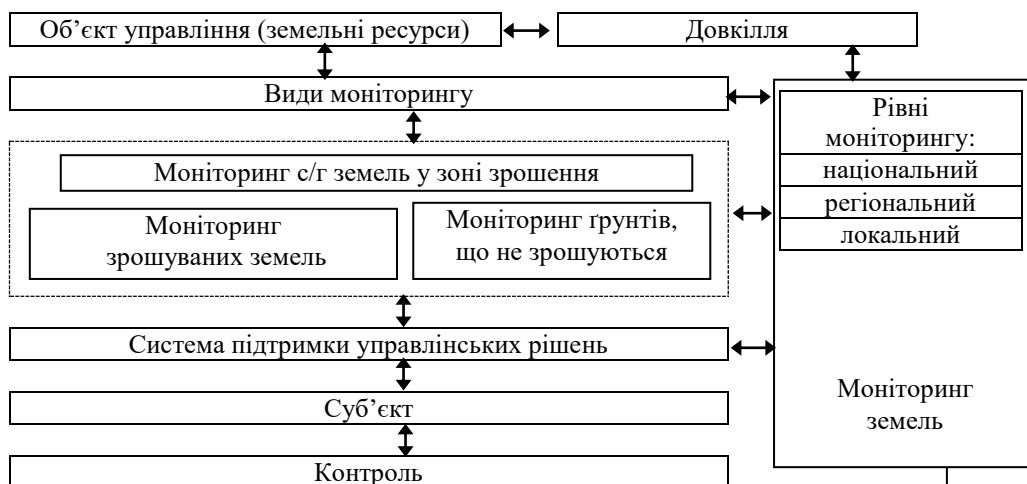 Об’єкт управління (земельні ресурси)
Довкілля
Види моніторингу
Рівні
моніторингу:
національний
регіональний
локальний
Моніторинг с/г земель у зоні зрошення
Моніторинг
зрошуваних земель
Моніторинг ґрунтів,
що не зрошуються
Система підтримки управлінських рішень
Суб’єкт
Контроль
Моніторинг
земель